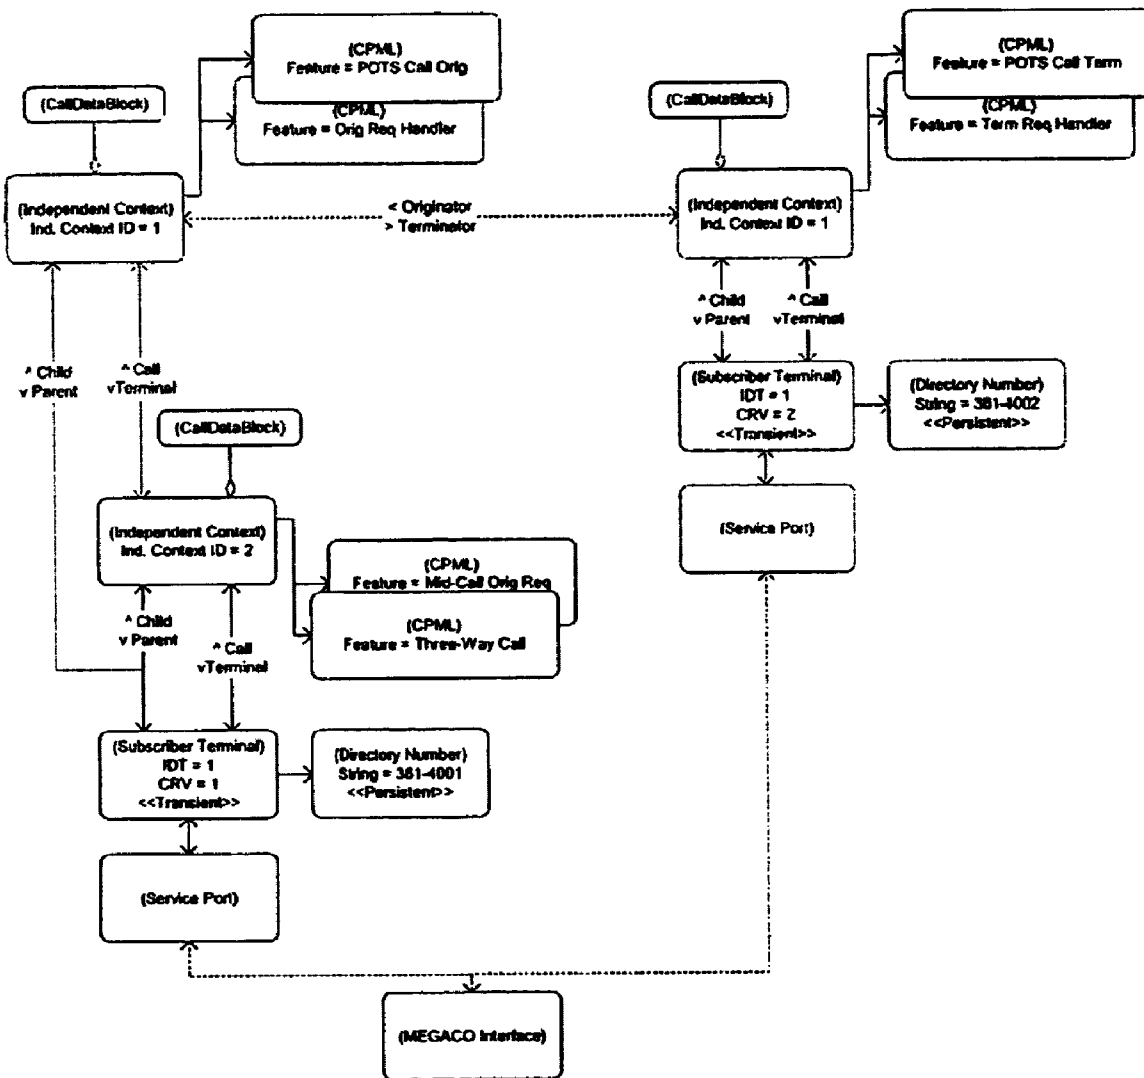 (CPML)
Feature = POTS Call Orig
(CPML)
Feature = Orig Req Handler
(CallDataBlock)
(Independent Context)
Ind. Context ID = 1
< Originator
> Terminator
(CPML)
Feature = POTS Call Term
(CPML)
Feature = Term Req Handler
(CallDataBlock)
(Independent Context)
Ind. Context ID = 1
^ Child
v Parent
^ Call
vTerminal
^ Child
v Parent
^ Call
vTerminal
(Subscriber Terminal)
IDT = 1
CRV = 2
<<Transient>>
(Directory Number)
String = 381-4002
<<Persistent>>
(Service Port)
(CallDataBlock)
(Independent Context)
Ind. Context ID = 2
(CPML)
Feature = Mid-Call Orig Req
(CPML)
Feature = Three-Way Call
^ Child
v Parent
^ Call
vTerminal
(Subscriber Terminal)
IDT = 1
CRV = 1
<<Transient>>
(Directory Number)
String = 381-4001
<<Persistent>>
(Service Port)
(MEGACO Interface)